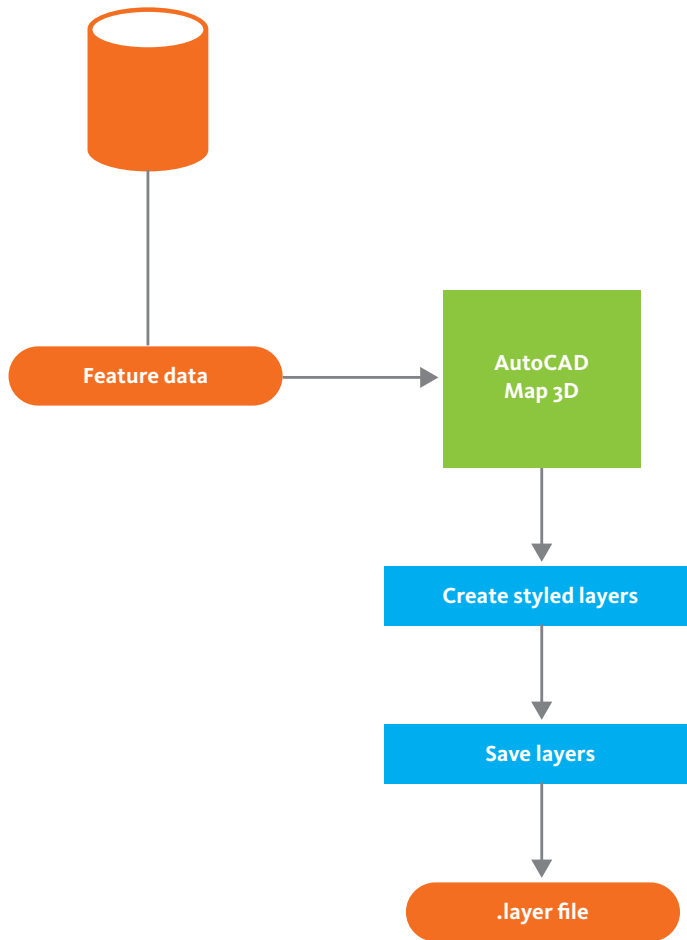 Feature data
AutoCAD
Map 3D
Create styled layers
Save layers
.layer file